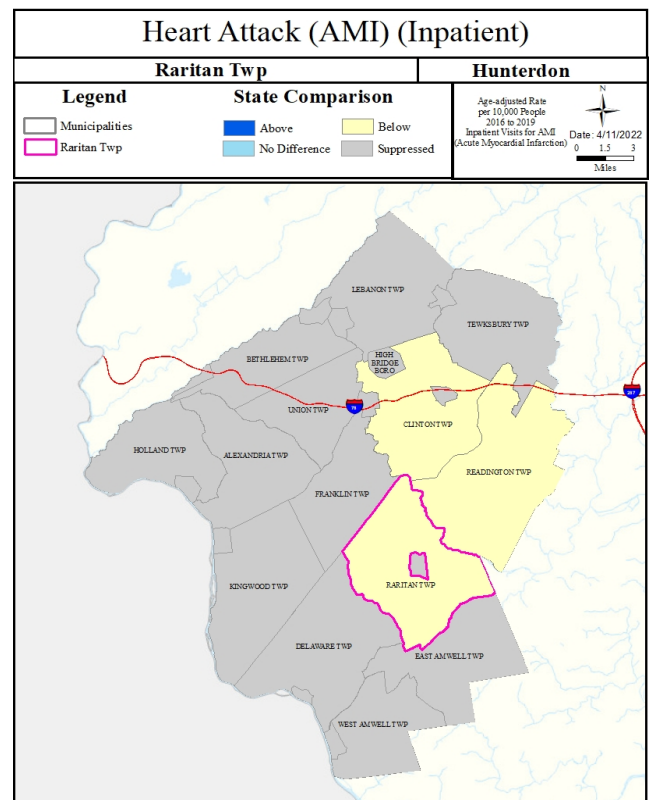 Heart Attack (AMI) (Inpatient)
Raritan Twp
Hunterdon
Legend
Municipalities
Raritan Twp
State Comparison
Above
No Difference
Below
Suppressed
Age-adjusted Rate
per 10,000 People
2016 to 2019
Inpatient Visits for AMI
(Acute Myocardial Infarction)
N
Date: 4/11/2022
0 1.5 3
Miles
LEBANON TWP
TEWKSBURY TWP
HIGH
BRIDGE
BORO
BETHLEHEM TWP
78
287
UNION TWP
CLINTON TWP
HOLLAND TWP
ALEXANDRIA TWP
READINGTON TWP
FRANKLIN TWP
RARITAN TWP
KINGWOOD TWP
DELAWARE TWP
EAST AMWELL TWP
WEST AMWELL TWP